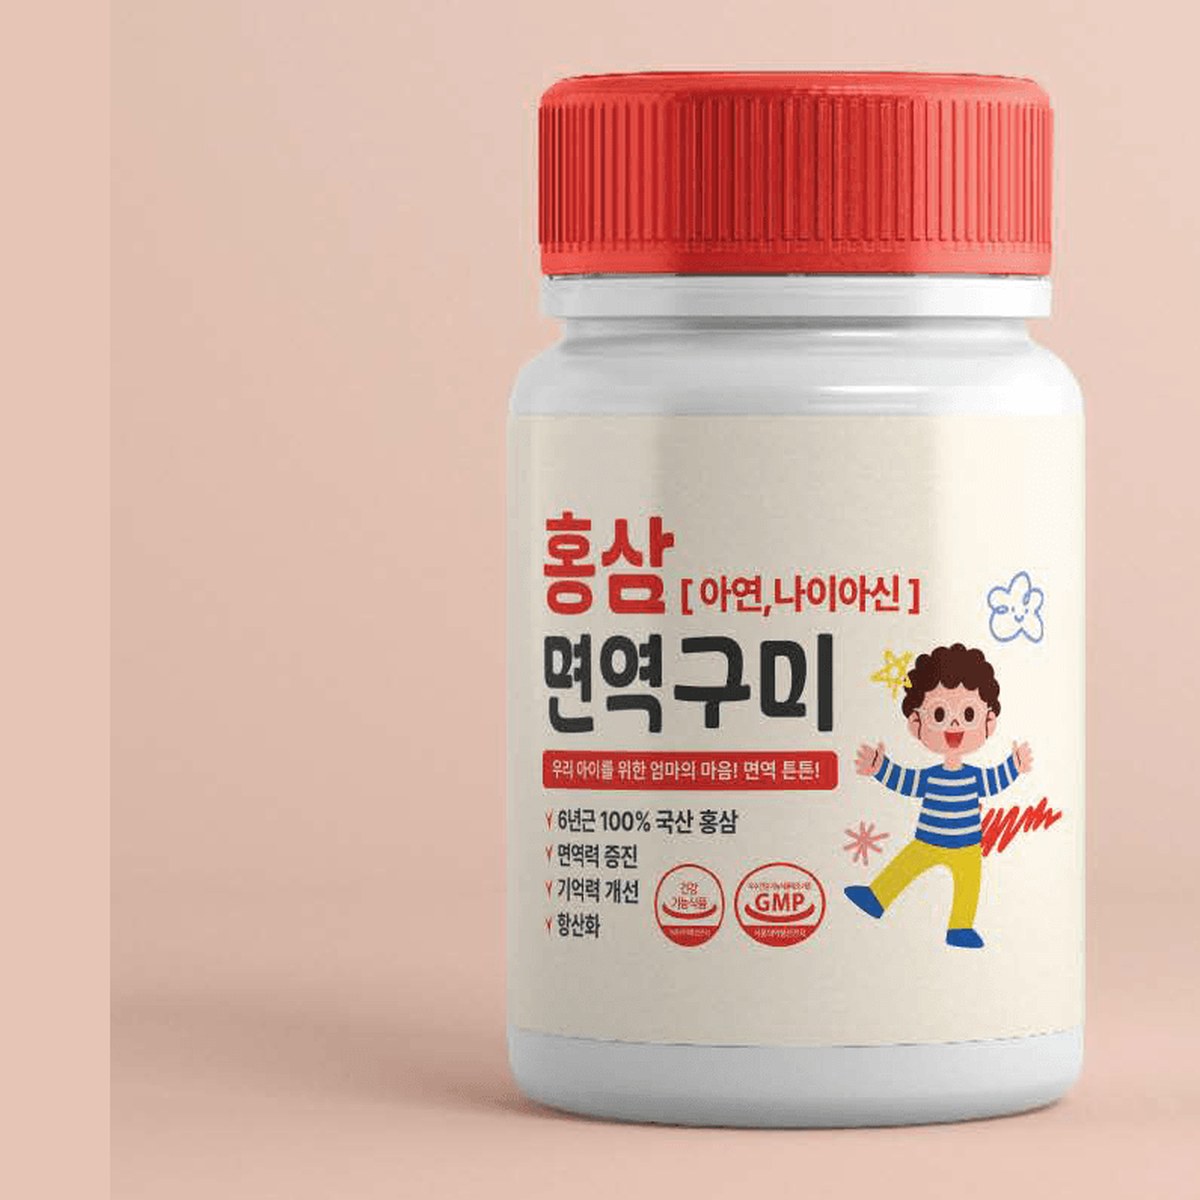 홍삼
[ 아연,나이아신 ]
면역구미
우리 아이를 위한 엄마의 마음! 면역 튼튼!
6년근 100% 국산 홍삼
면역력 증진
기억력 개선
항산화
건강
기능식품
GMP